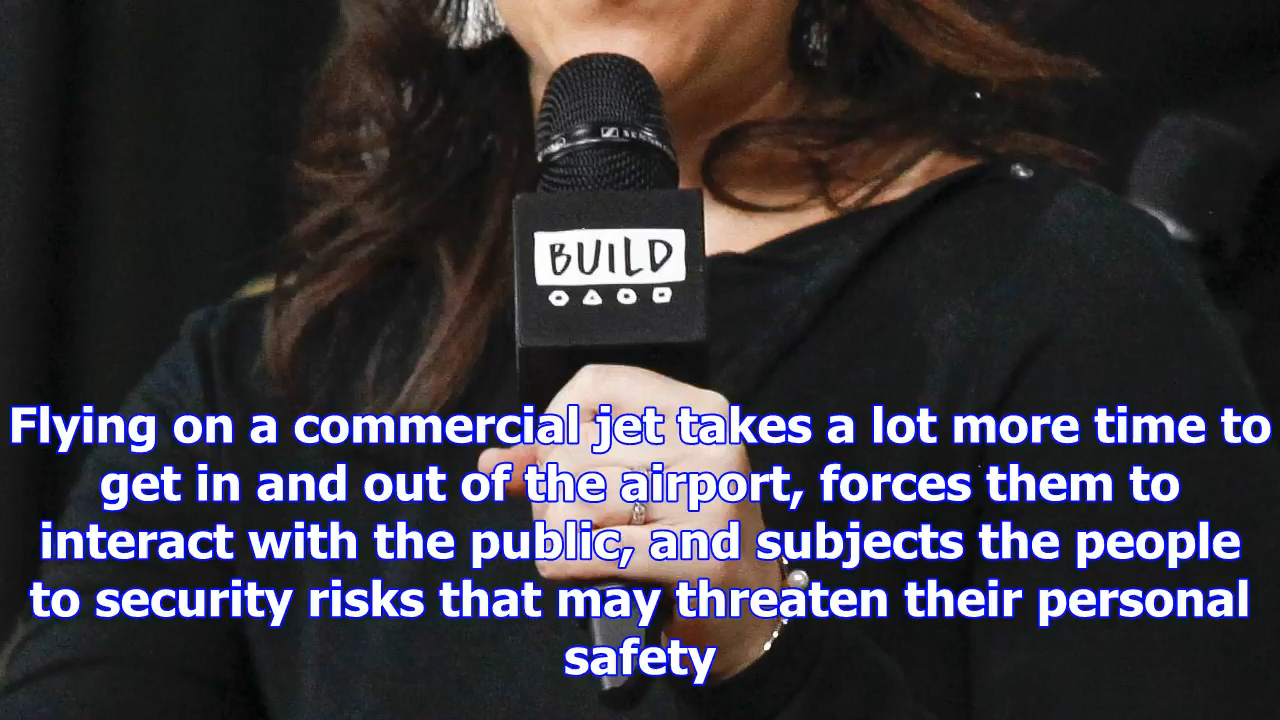 BUILD
Flying on a commercial jet takes a lot more time to
get in and out of the airport, forces them to
interact with the public, and subjects the people
to security risks that may threaten their personal
safety